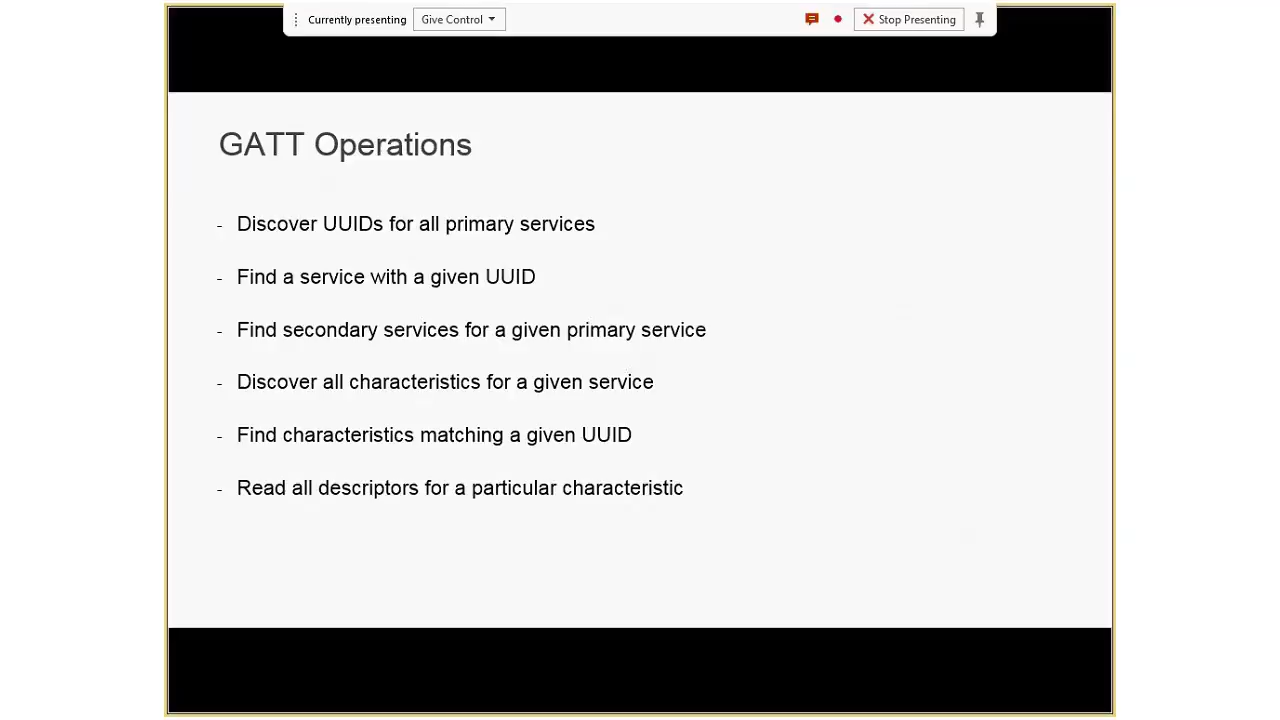 Currently presenting Give Control Stop Presenting
GATT Operations
- Discover UUIDs for all primary services
- Find a service with a given UUID
- Find secondary services for a given primary service
- Discover all characteristics for a given service
- Find characteristics matching a given UUID
- Read all descriptors for a particular characteristic